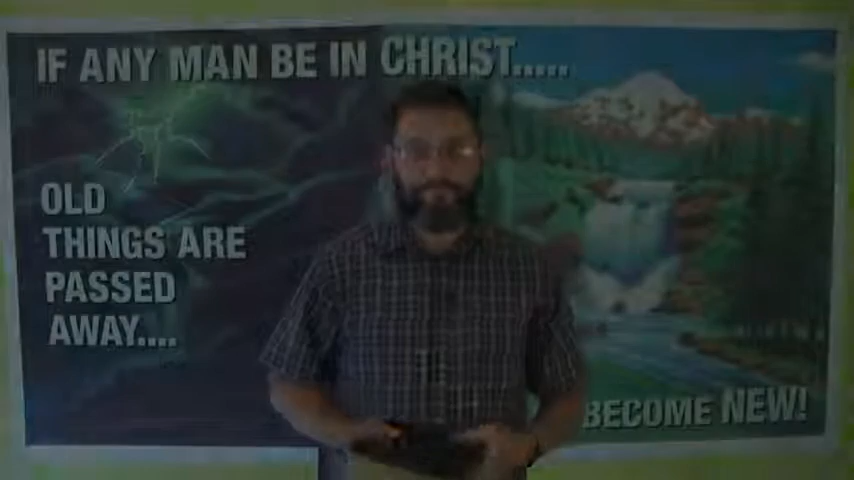 IF ANY MAN BE IN CHRIST.....
OLD
THINGS ARE
PASSED
AWAY....
BECOME NEW!